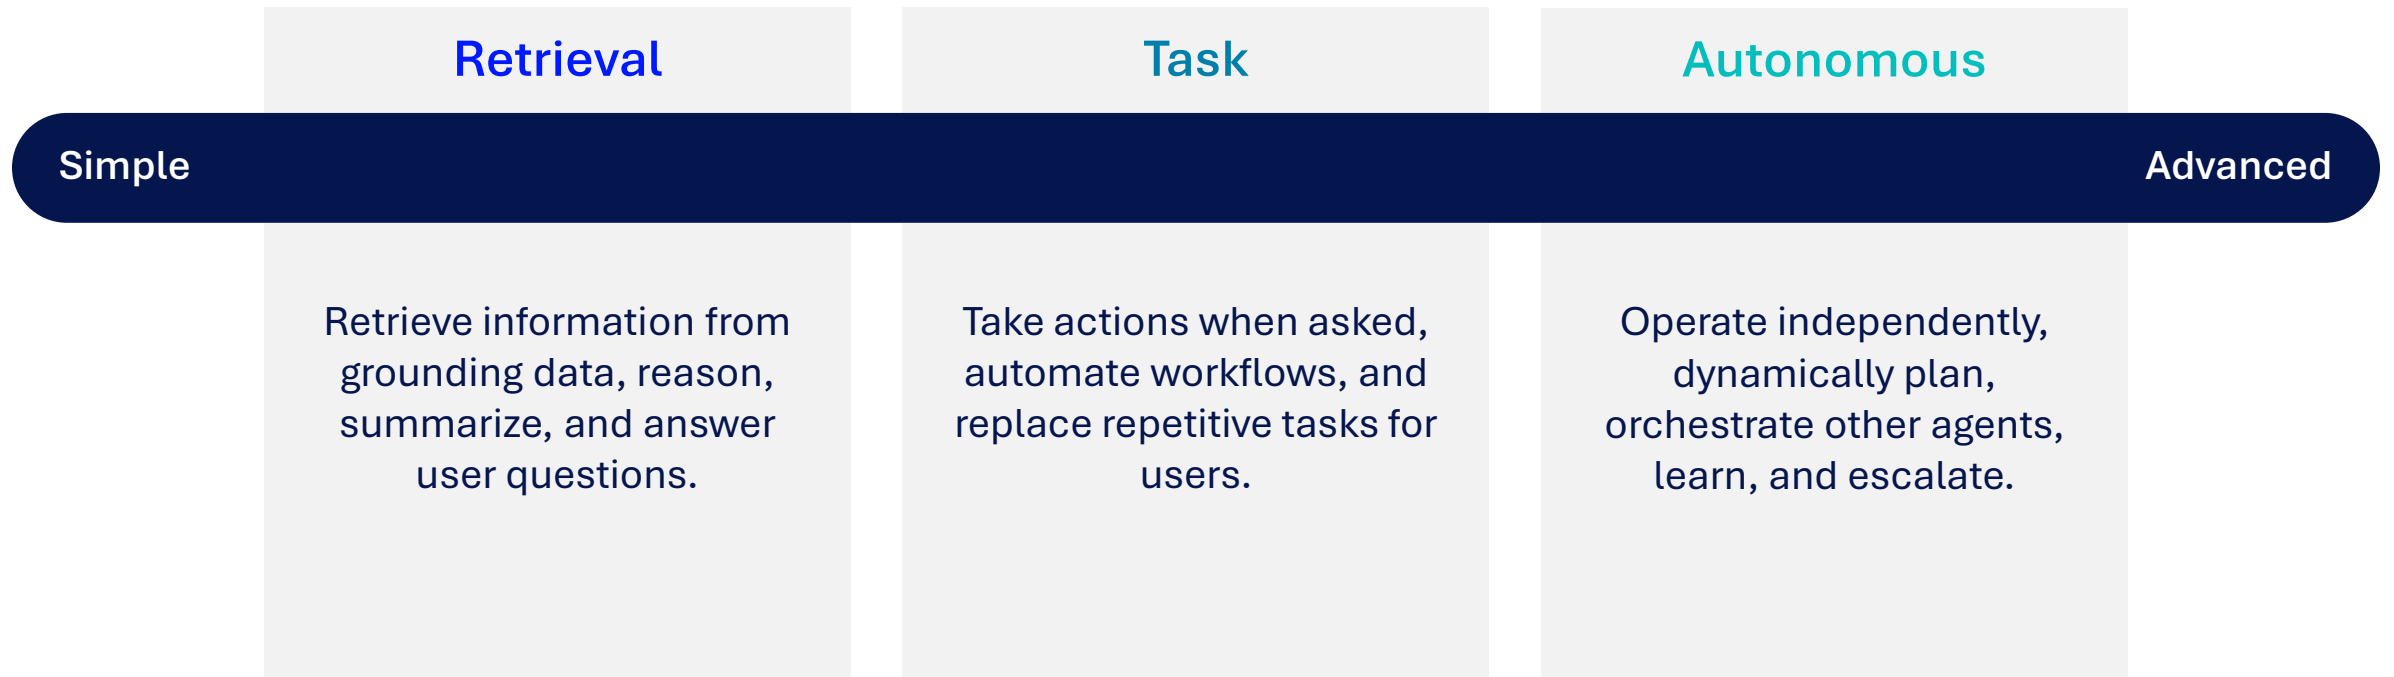 Retrieval
Task
Autonomous
Simple
Advanced
Retrieve information from
grounding data, reason,
summarize, and answer
user questions.
Take actions when asked,
automate workflows, and
replace repetitive tasks for
users.
Operate independently,
dynamically plan,
orchestrate other agents,
learn, and escalate.